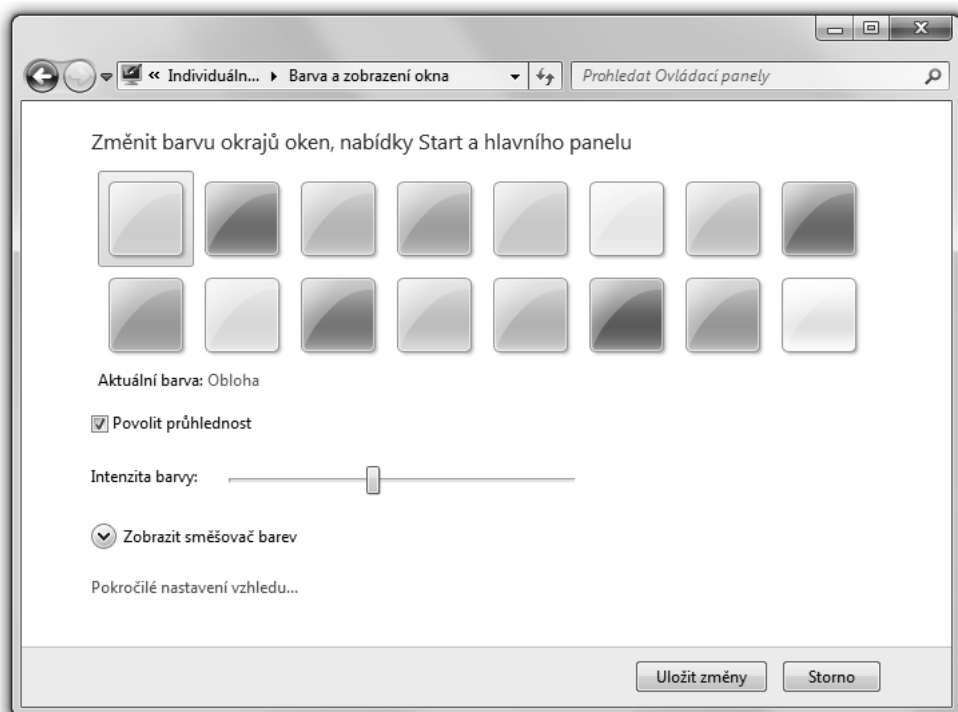 « Individuáln... Barva a zobrazení okna Prohledat Ovládací panely
Změnit barvu okrajů oken, nabídky Start a hlavního panelu
Aktuální barva: Obloha
Povolit průhlednost
Intenzita barvy:
Zobrazit směšovač barev
Pokročilé nastavení vzhledu...
Uložit změny Storno